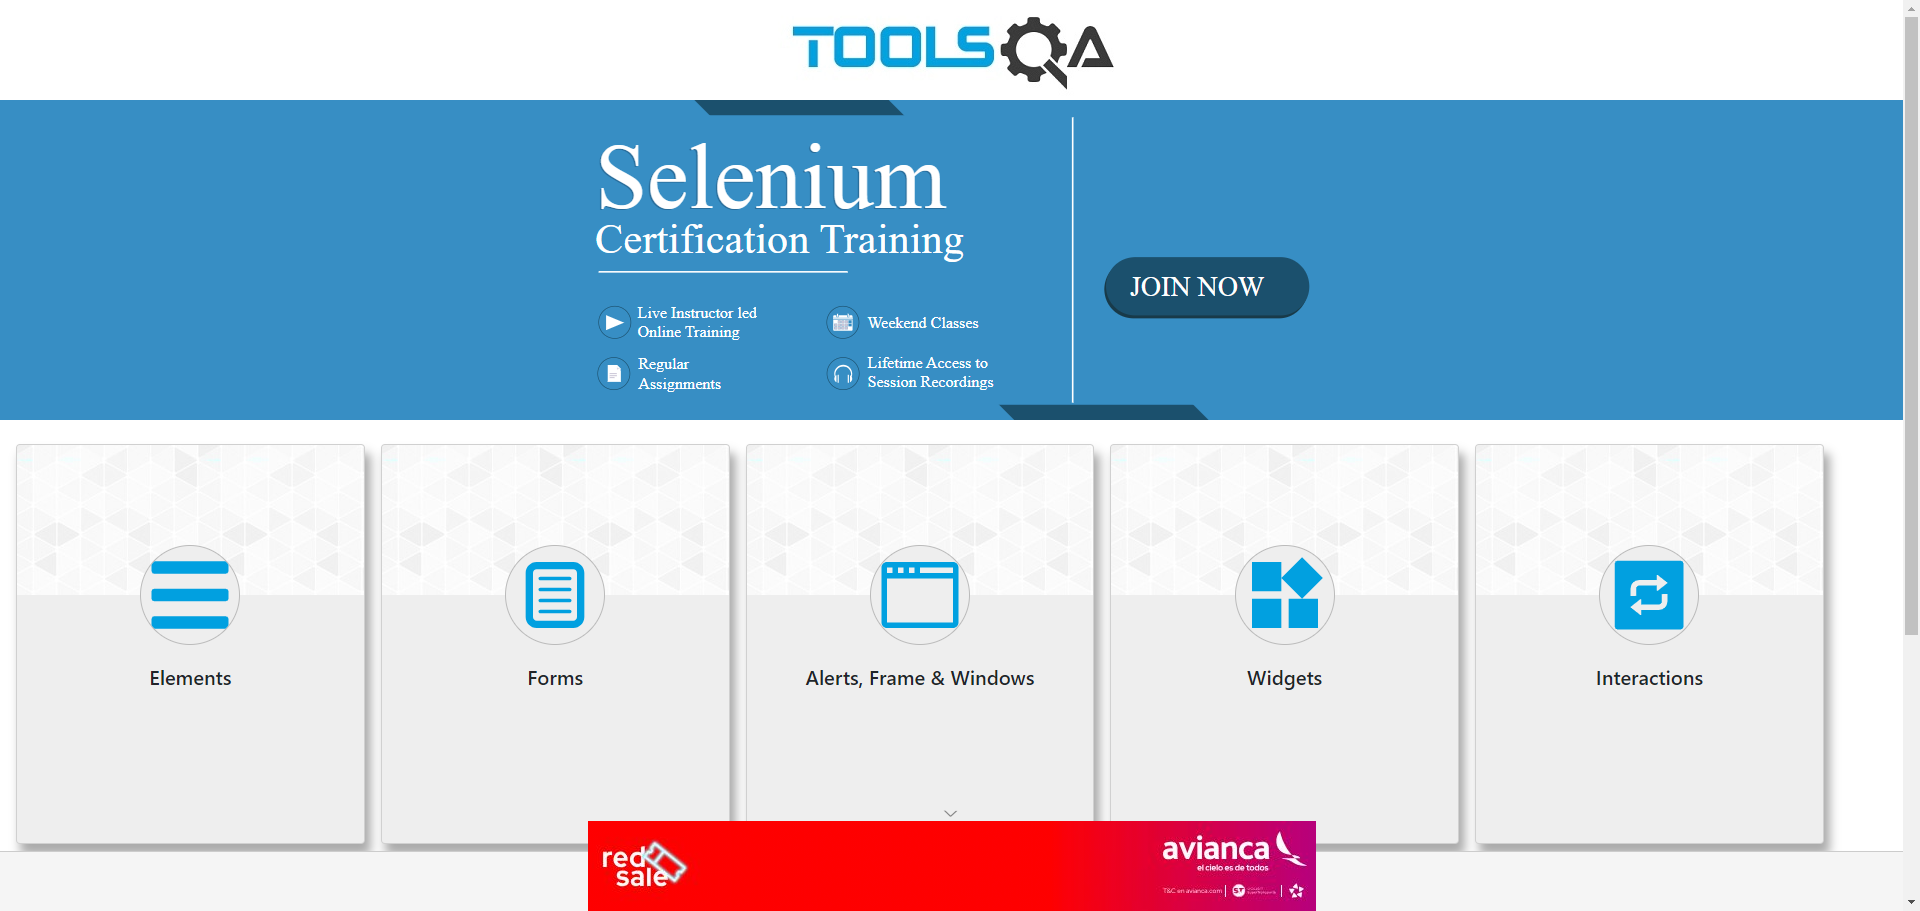 TOOLSQA
Selenium
Certification Training
JOIN NOW
Live Instructor led
Online Training
Weekend Classes
Regular
Assignments
Lifetime Access to
Session Recordings
Elements
Forms
Alerts, Frame & Windows
Widgets
Interactions
red
sale
avianca
el cielo es de todos
T&C en avianca.com